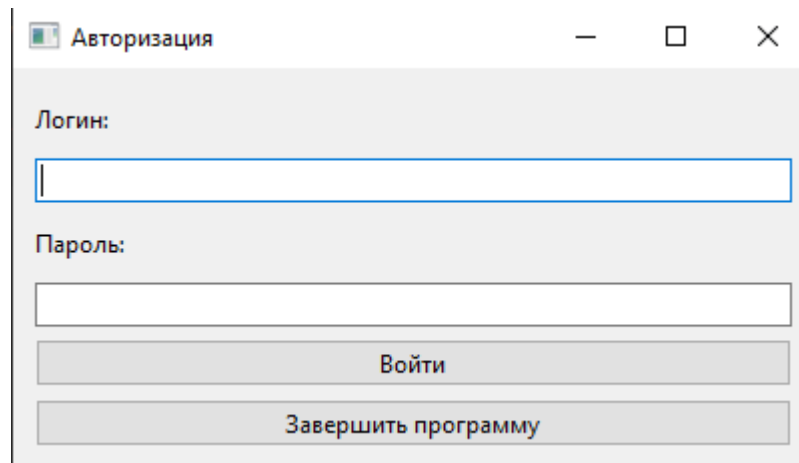 Авторизация
Логин:
Пароль:
Войти
Завершить программу